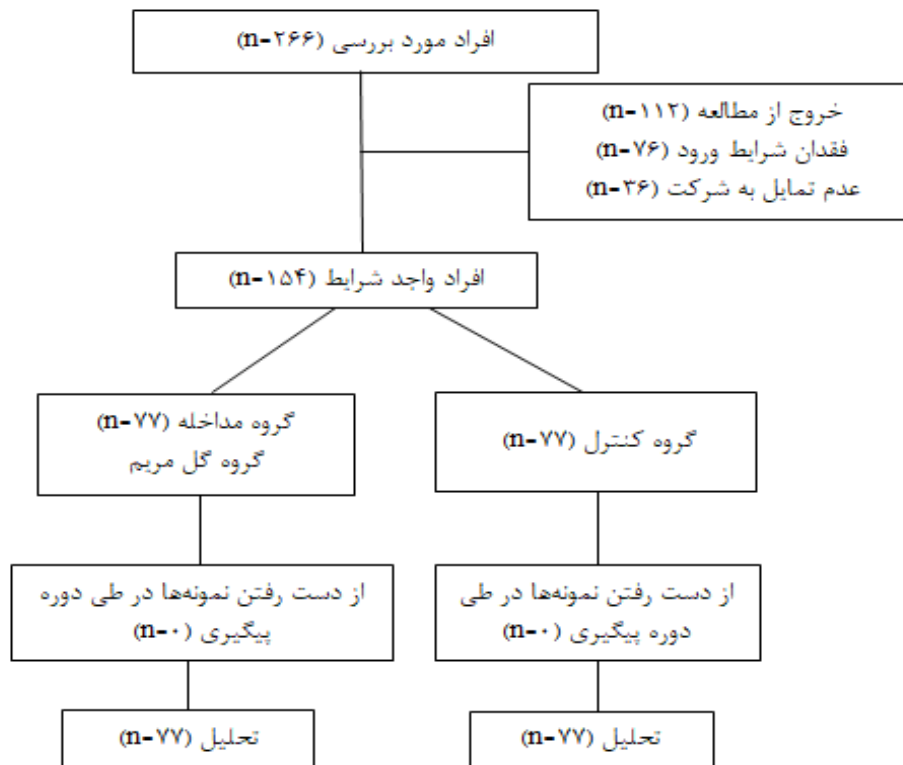 افراد مورد بررسی (n-۲۶۶)
خروج از مطالعه (n-۱۱۲)
فقدان شرایط ورود (n-۷۶)
عدم تمایل به شرکت (n-۳۶)
افراد واجد شرایط (n-۱۵۴)
گروه کنترل (n-۷۷)
گروه مداخله (n-۷۷)
گروه گل مریم
از دست رفتن نمونه‌ها در طی
دوره پیگیری (n-۰)
از دست رفتن نمونه‌ها در طی دوره
پیگیری (n-۰)
تحلیل (n-۷۷)
تحلیل (n-۷۷)